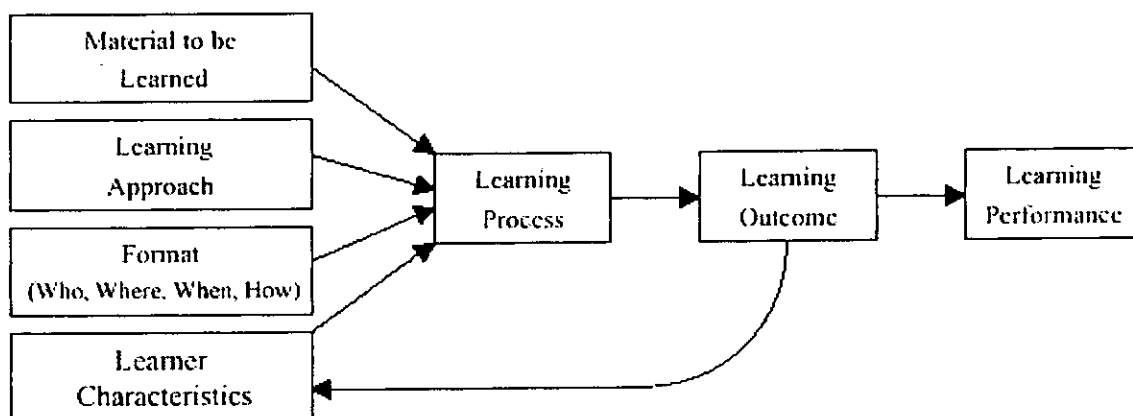 Material to be
Learned
Learning
Approach
Format
(Who, Where, When, How)
Learner
Characteristics
Learning
Process
Learning
Outcome
Learning
Performance